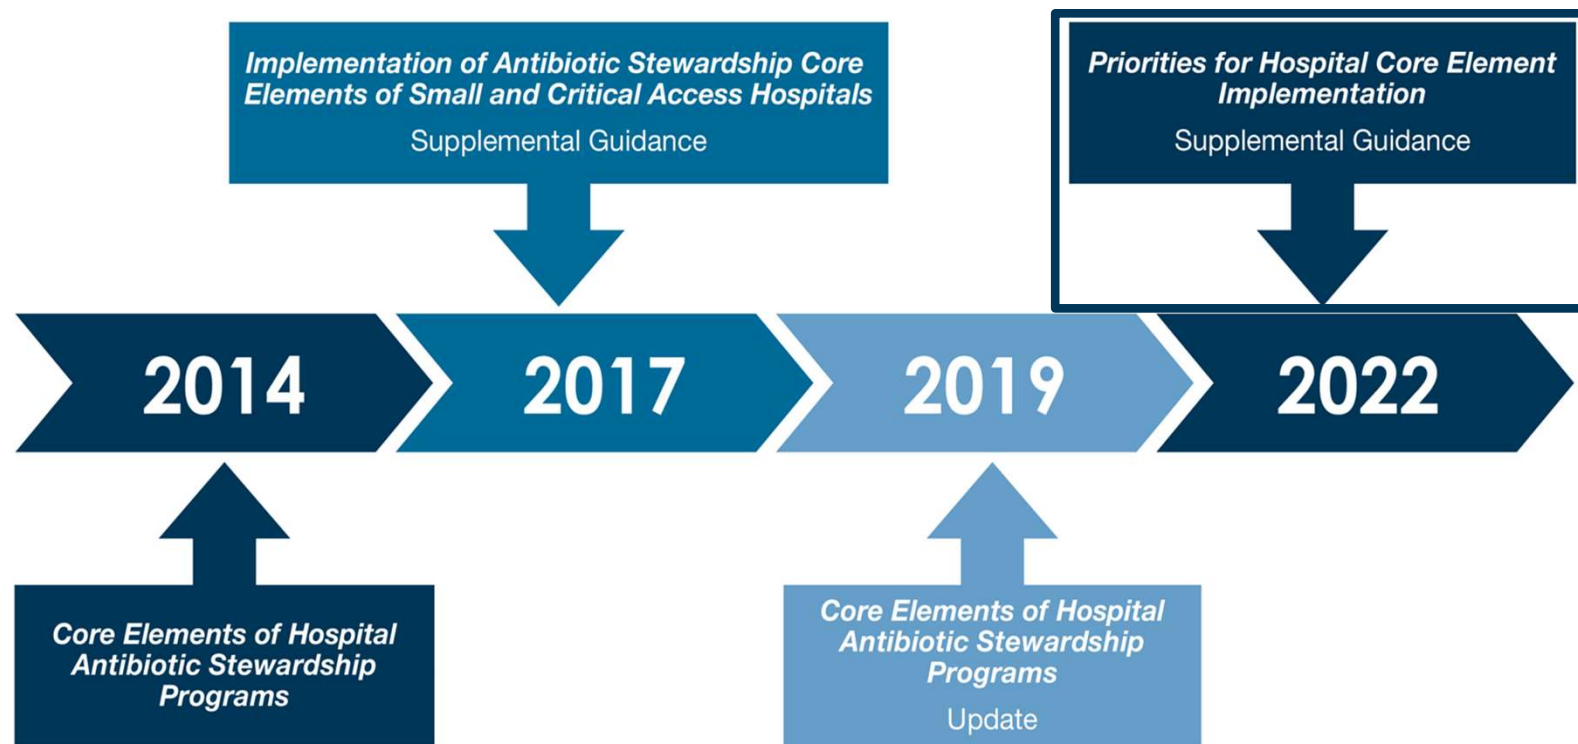 Implementation of Antibiotic Stewardship Core
Elements of Small and Critical Access Hospitals
Supplemental Guidance
Priorities for Hospital Core Element
Implementation
Supplemental Guidance
2014
2017
2019
2022
Core Elements of Hospital
Antibiotic Stewardship
Programs
Core Elements of Hospital
Antibiotic Stewardship
Programs
Update